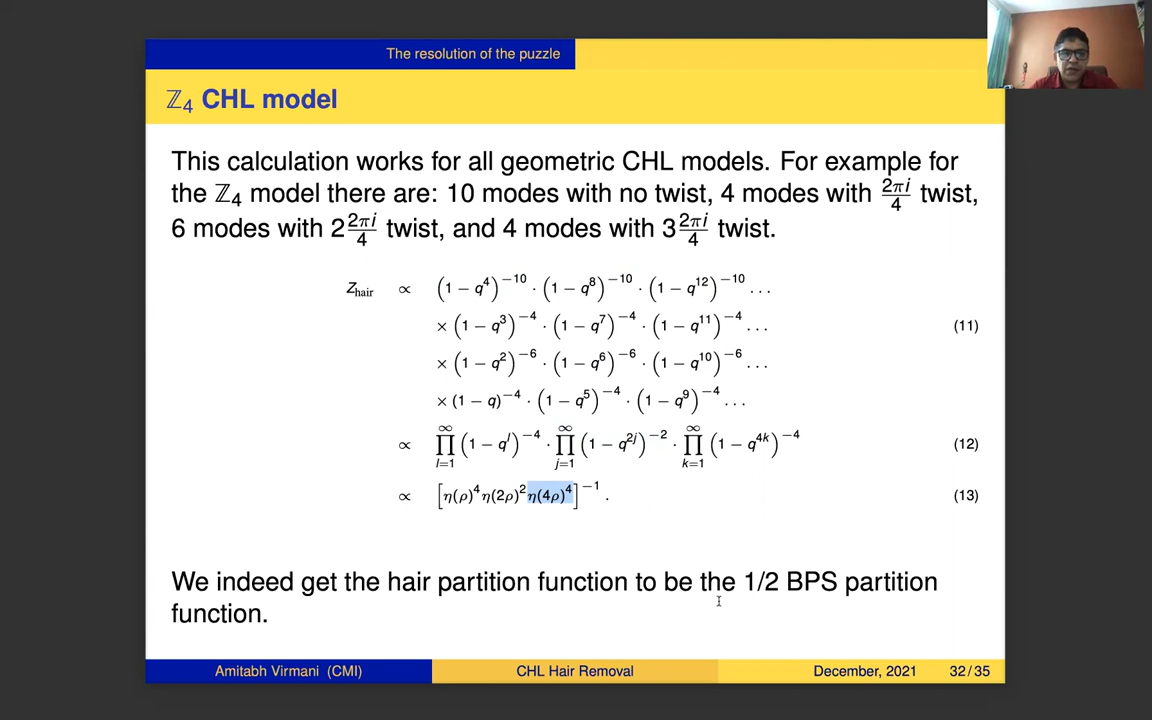 The resolution of the puzzle
ℤ₄ CHL model
This calculation works for all geometric CHL models. For example for
the ℤ₄ model there are: 10 modes with no twist, 4 modes with 2πi/4 twist,
6 modes with 2 2πi/4 twist, and 4 modes with 3 2πi/4 twist.
Z_hair ∝ (1 − q⁴)⁻¹⁰ · (1 − q⁸)⁻¹⁰ · (1 − q¹²)⁻¹⁰ ...
× (1 − q³)⁻⁴ · (1 − q⁷)⁻⁴ · (1 − q¹¹)⁻⁴ ... (11)
× (1 − q²)⁻⁶ · (1 − q⁶)⁻⁶ · (1 − q¹⁰)⁻⁶ ...
× (1 − q)⁻⁴ · (1 − q⁵)⁻⁴ · (1 − q⁹)⁻⁴ ...
∝ ∏_{l=1}^{∞} (1 − q^l)⁻⁴ · ∏_{j=1}^{∞} (1 − q^{2j})⁻² · ∏_{k=1}^{∞} (1 − q^{4k})⁻⁴ (12)
∝ [η(ρ)⁴η(2ρ)²η(4ρ)⁴]⁻¹ . (13)
We indeed get the hair partition function to be the 1/2 BPS partition
function.
Amitabh Virmani (CMI) CHL Hair Removal December, 2021 32/35